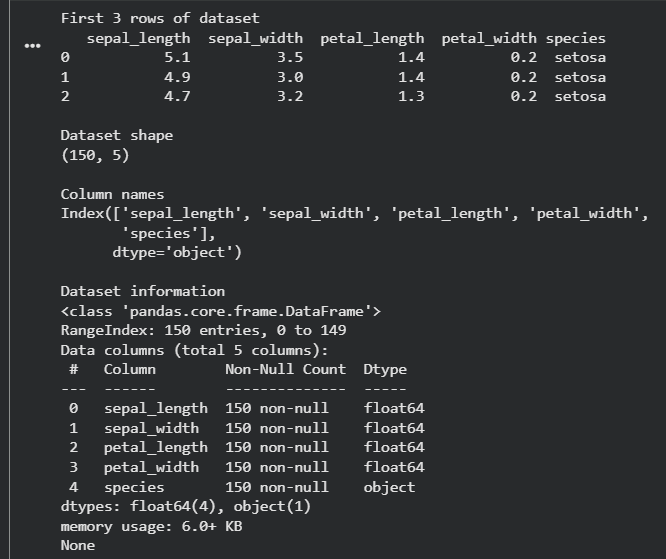 First 3 rows of dataset
   sepal_length  sepal_width  petal_length  petal_width species
0           5.1          3.5           1.4          0.2  setosa
1           4.9          3.0           1.4          0.2  setosa
2           4.7          3.2           1.3          0.2  setosa
Dataset shape
(150, 5)
Column names
Index(['sepal_length', 'sepal_width', 'petal_length', 'petal_width',
       'species'],
      dtype='object')
Dataset information
<class 'pandas.core.frame.DataFrame'>
RangeIndex: 150 entries, 0 to 149
Data columns (total 5 columns):
 #   Column        Non-Null Count  Dtype
---  ------        --------------  -----
 0   sepal_length  150 non-null    float64
 1   sepal_width   150 non-null    float64
 2   petal_length  150 non-null    float64
 3   petal_width   150 non-null    float64
 4   species       150 non-null    object
dtypes: float64(4), object(1)
memory usage: 6.0+ KB
None